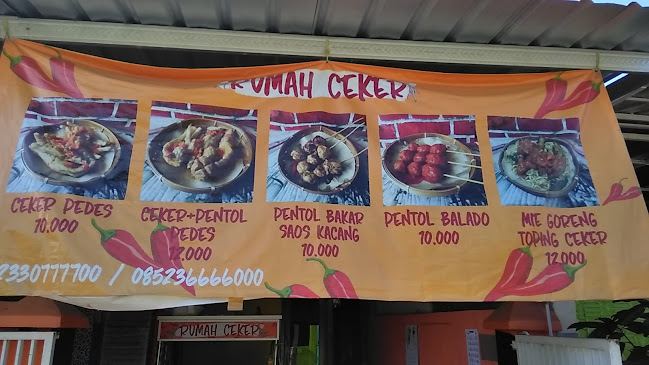 RUMAH CEKER
CEKER PEDES
10.000
CEKER+PENTOL
PEDES
12.000
PENTOL BAKAR
SAOS KACANG
10.000
PENTOL BALADO
10.000
MIE GORENG
TOPING CEKER
12.000
2330777700 / 085236666000
RUMAH CEKER